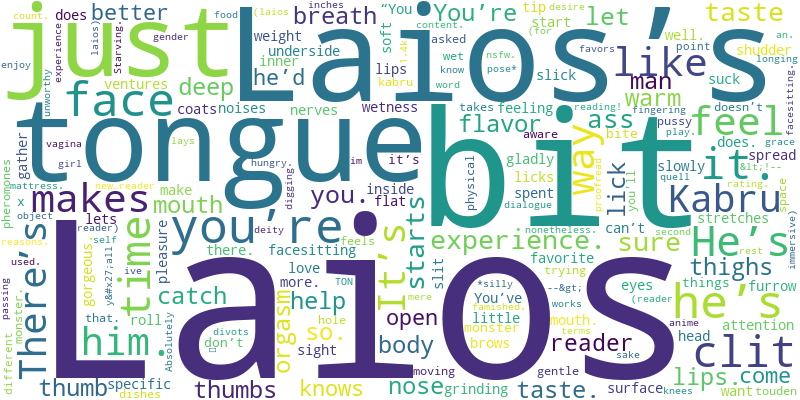 just Laios's like
tongue bit
Laios
face
better
breath
You're
let
taste
deep
he'd
underside
man
warm
flavor
ass
way
feel
it.
makes
mouth
you.
lick
Kabru
There's
time
you're
It's
starts
experience.
sure
He's
he's
thighs
him.
catch
orgasm
help
so.
open
body
reader
clit
thumb
thumbs
knows
nose
taste.
lips.
come
count.
does
food
(laios
inches
tip
desire
(for
an.
experience
Starving.
gender
weight
soft
"You
start
content.
1.4k
favors
longing
enjoy
laios)
ventures
inner
asked
wet
nsfw.
well.
shudder
unworthy
coats
noises
lips
kabru
know
pose*
slick
point
suck
facesitting.
nerves
wetness
word
takes
feeling
reading!
fingering
doesn't
gather
vagina
girl
lays
hungry.
im
it's
aware
licks
gladly
bite
pussy
play.
grace
does.
slowly
spread
&lt;!--
mattress.
new_reader
digging
inside
flat
physical
spent
dialogue
proofread
you'll
quell
rating.
space
immersive)
pheromones
x
make
object
reasons.
used.
lets
reader)
self
y&#x27;all
gorgeous
pleasure
there.
facesitting
feels
slit
can't
nonetheless.
second
stretches
furrow
rest
deity
ive
love
more.
favorite
trying
eyes
(reader
things
monster.
different
passing
that.
roll
Absolutely
divots
don't
hole
sight
TON
mere
You've
little
monster
brows
*silly
famished.
--&gt;
mouth.
works
terms
anime
sake
head
attention
specific
dishes
moving
grinding
gentle
surface
knees
want
touden